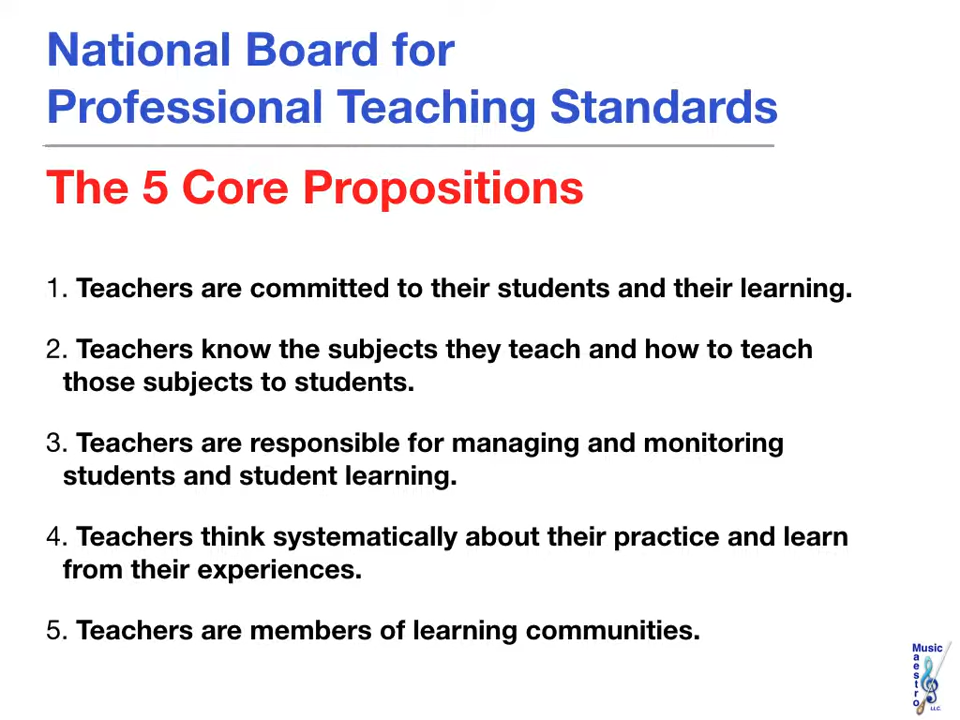 National Board for
Professional Teaching Standards
The 5 Core Propositions
1. Teachers are committed to their students and their learning.
2. Teachers know the subjects they teach and how to teach
those subjects to students.
3. Teachers are responsible for managing and monitoring
students and student learning.
4. Teachers think systematically about their practice and learn
from their experiences.
5. Teachers are members of learning communities.
Music
aestro
LLC.